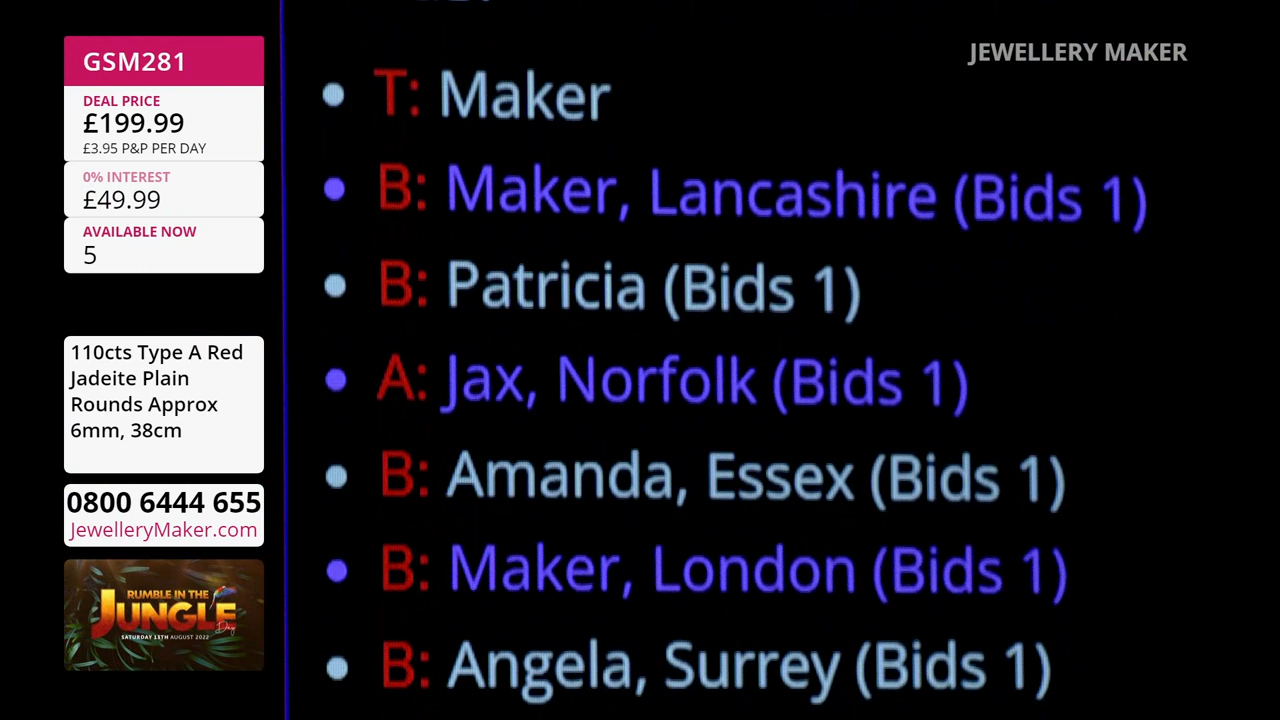 GSM281
DEAL PRICE
£199.99
£3.95 P&P PER DAY
0% INTEREST
£49.99
AVAILABLE NOW
5
110cts Type A Red
Jadeite Plain
Rounds Approx
6mm, 38cm
0800 6444 655
JewelleryMaker.com
RUMBLE IN THE
JUNGLE
Day
SATURDAY 13TH AUGUST 2022
JEWELLERY MAKER
• T: Maker
• B: Maker, Lancashire (Bids 1)
• B: Patricia (Bids 1)
• A: Jax, Norfolk (Bids 1)
• B: Amanda, Essex (Bids 1)
• B: Maker, London (Bids 1)
• B: Angela, Surrey (Bids 1)